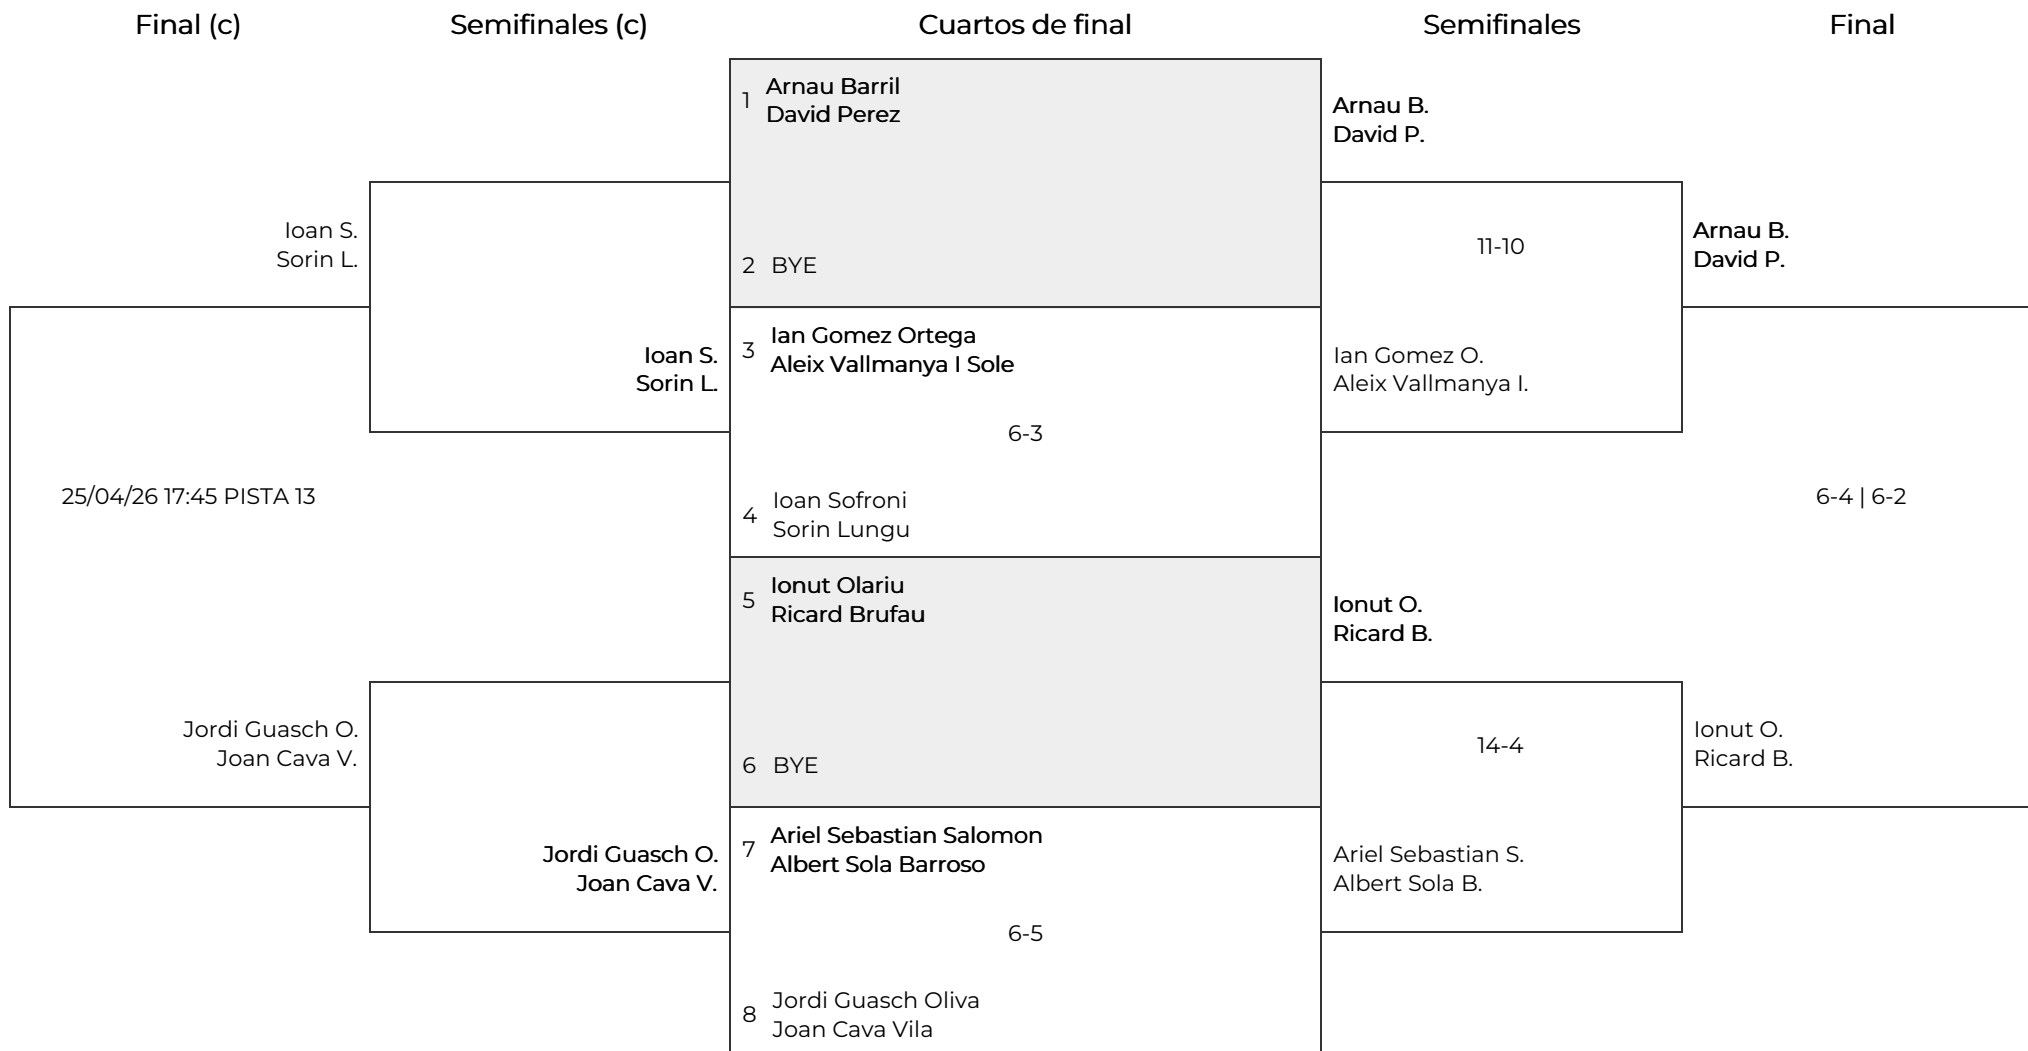 Final (c)
Semifinales (c)
Cuartos de final
Semifinales
Final
Ioan S.
Sorin L.
25/04/26 17:45 PISTA 13
Jordi Guasch O.
Joan Cava V.
Ioan S.
Sorin L.
Jordi Guasch O.
Joan Cava V.
1
Arnau Barril
David Perez
2 BYE
3
Ian Gomez Ortega
Aleix Vallmanya I Sole
6-3
4
Ioan Sofroni
Sorin Lungu
5
Ionut Olariu
Ricard Brufau
6 BYE
7
Ariel Sebastian Salomon
Albert Sola Barroso
6-5
8
Jordi Guasch Oliva
Joan Cava Vila
Arnau B.
David P.
11-10
Ian Gomez O.
Aleix Vallmanya I.
Ionut O.
Ricard B.
14-4
Ariel Sebastian S.
Albert Sola B.
Arnau B.
David P.
6-4 | 6-2
Ionut O.
Ricard B.